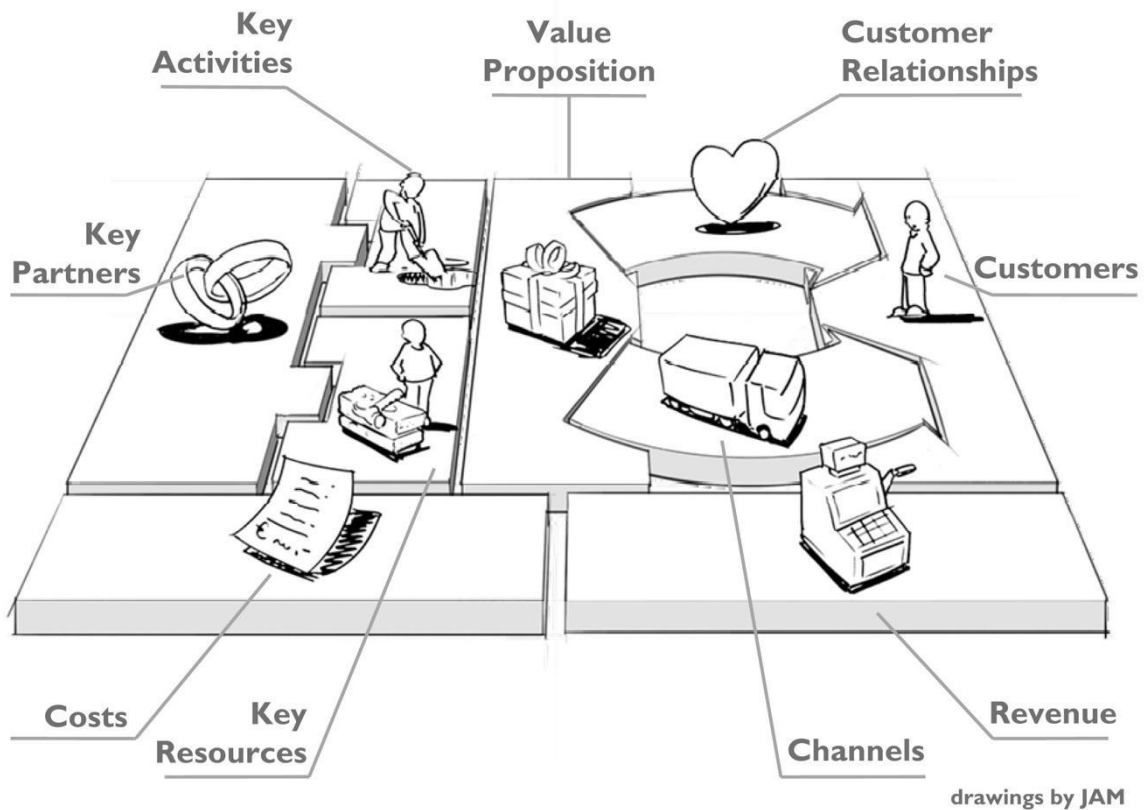 Key
Activities
Value
Proposition
Customer
Relationships
Key
Partners
Customers
Costs
Key
Resources
Channels
Revenue
drawings by JAM